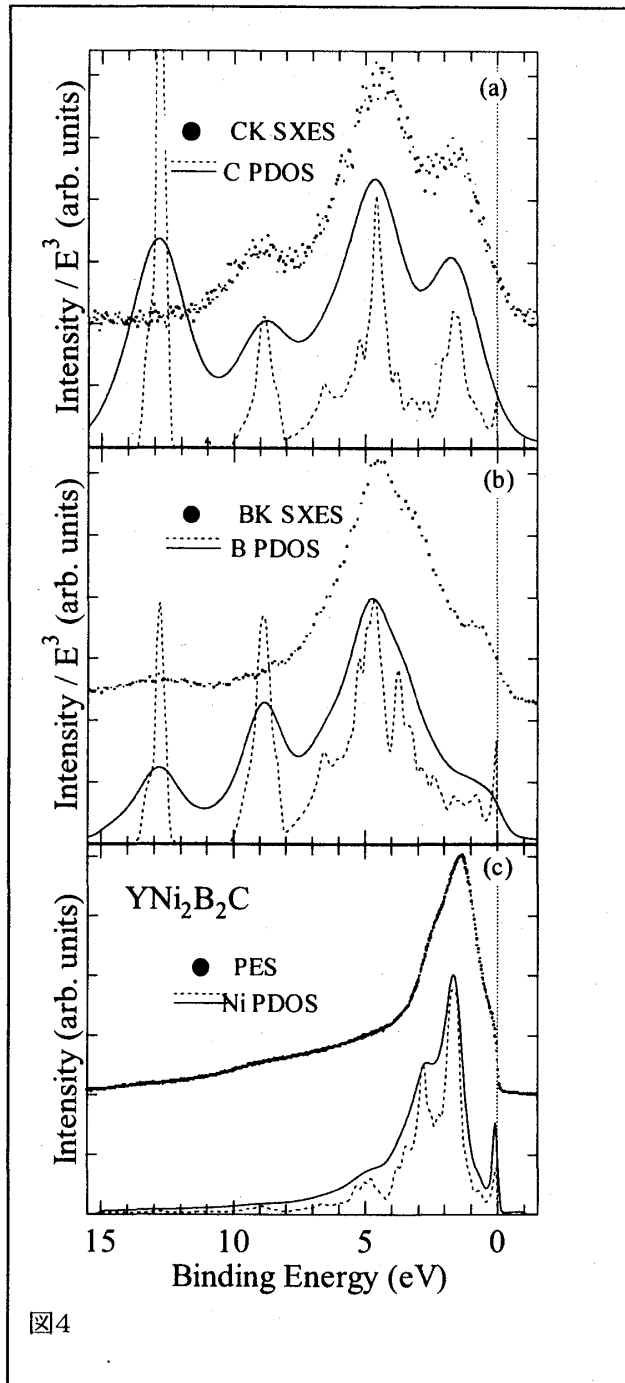 (a)
CK SXES
C PDOS
Intensity / E³ (arb. units)
(b)
BK SXES
B PDOS
Intensity / E³ (arb. units)
(c)
YNi₂B₂C
PES
Ni PDOS
Intensity (arb. units)
15 10 5 0
Binding Energy (eV)
図4